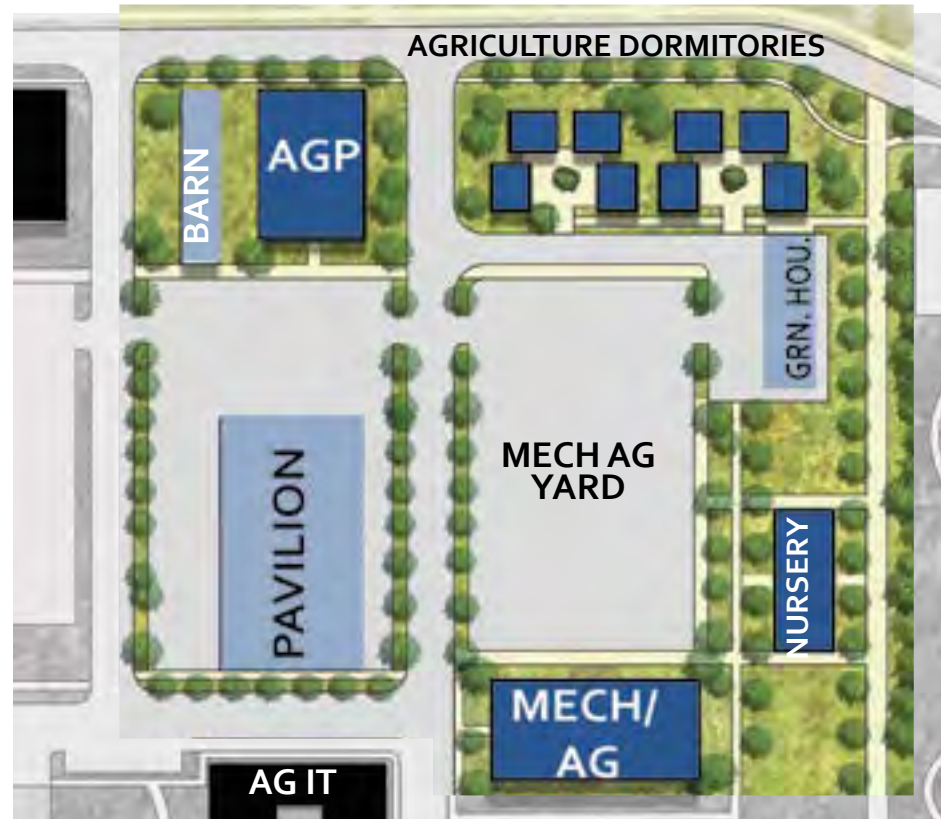 AGRICULTURE DORMITORIES
BARN
AGP
GRN. HOU.
PAVILION
MECH AG
YARD
NURSERY
MECH/
AG
AG IT